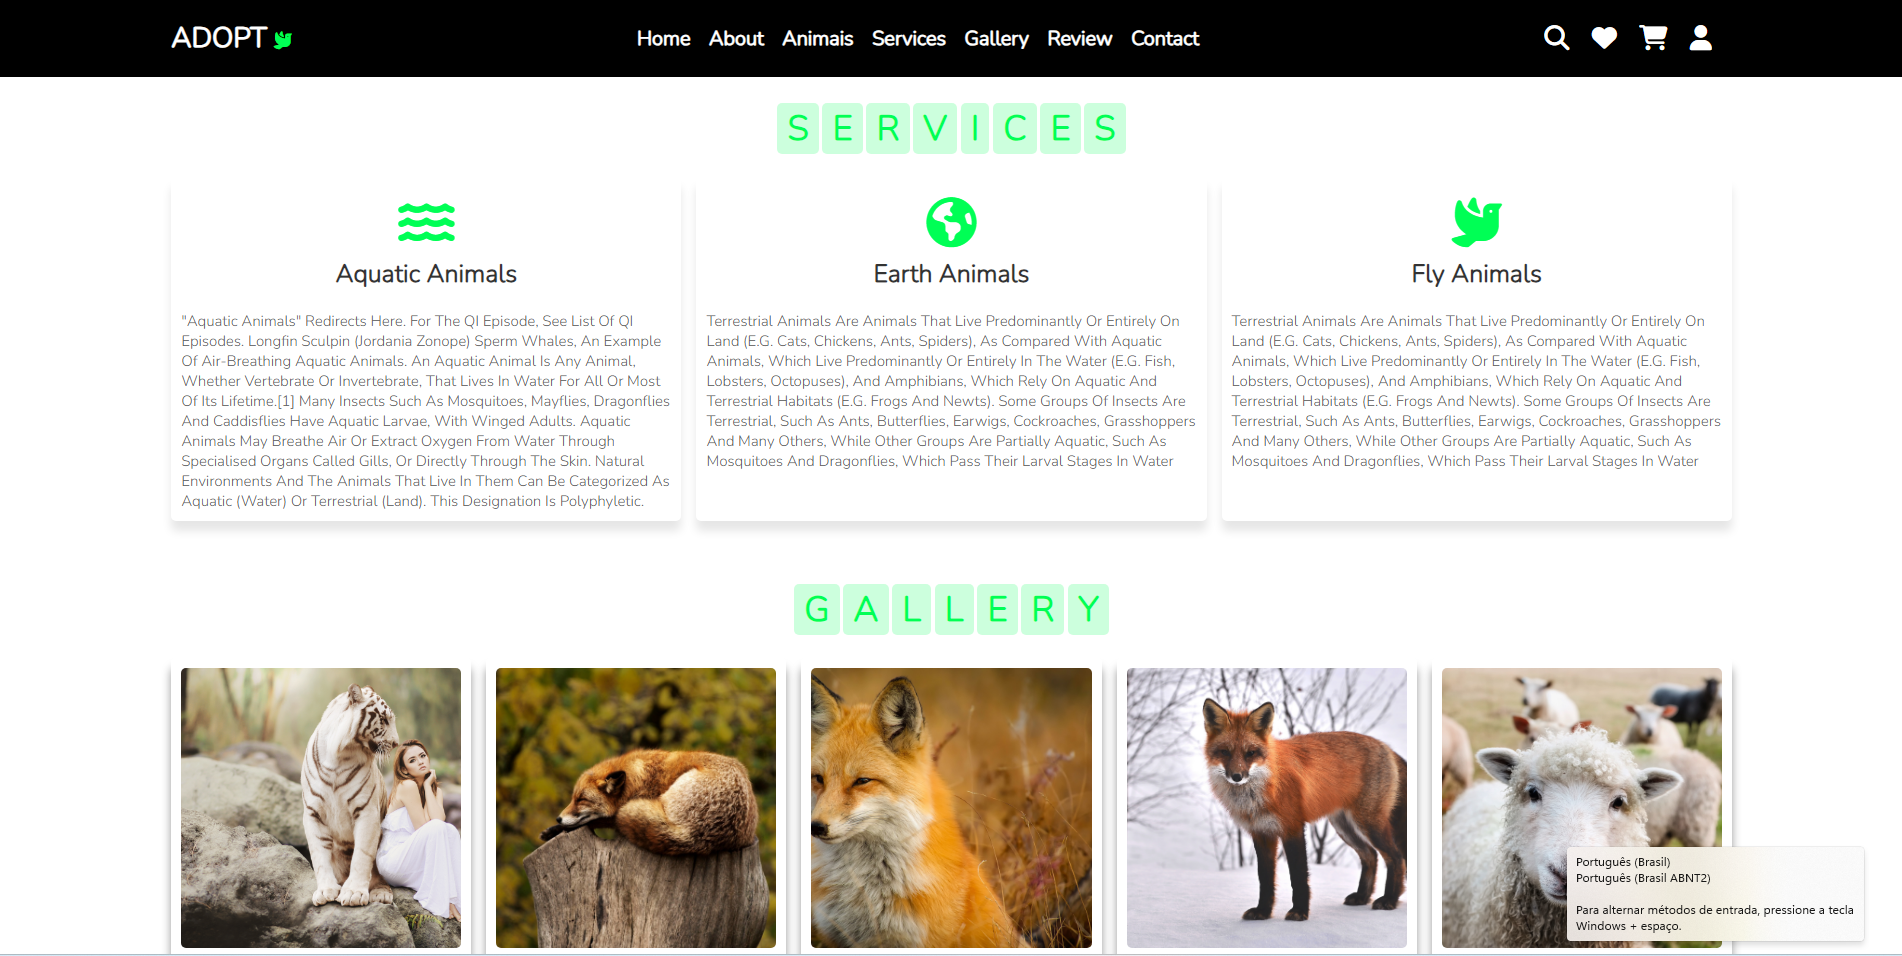 ADOPT
Home About Animais Services Gallery Review Contact
SERVICES
Aquatic Animals
"Aquatic Animals" Redirects Here. For The QI Episode, See List Of QI
Episodes. Longfin Sculpin (Jordania Zonope) Sperm Whales, An Example
Of Air-Breathing Aquatic Animals. An Aquatic Animal Is Any Animal,
Whether Vertebrate Or Invertebrate, That Lives In Water For All Or Most
Of Its Lifetime.[1] Many Insects Such As Mosquitoes, Mayflies, Dragonflies
And Caddisflies Have Aquatic Larvae, With Winged Adults. Aquatic
Animals May Breathe Air Or Extract Oxygen From Water Through
Specialised Organs Called Gills, Or Directly Through The Skin. Natural
Environments And The Animals That Live In Them Can Be Categorized As
Aquatic (Water) Or Terrestrial (Land). This Designation Is Polyphyletic.
Earth Animals
Terrestrial Animals Are Animals That Live Predominantly Or Entirely On
Land (E.G. Cats, Chickens, Ants, Spiders), As Compared With Aquatic
Animals, Which Live Predominantly Or Entirely In The Water (E.G. Fish,
Lobsters, Octopuses), And Amphibians, Which Rely On Aquatic And
Terrestrial Habitats (E.G. Frogs And Newts). Some Groups Of Insects Are
Terrestrial, Such As Ants, Butterflies, Earwigs, Cockroaches, Grasshoppers
And Many Others, While Other Groups Are Partially Aquatic, Such As
Mosquitoes And Dragonflies, Which Pass Their Larval Stages In Water
Fly Animals
Terrestrial Animals Are Animals That Live Predominantly Or Entirely On
Land (E.G. Cats, Chickens, Ants, Spiders), As Compared With Aquatic
Animals, Which Live Predominantly Or Entirely In The Water (E.G. Fish,
Lobsters, Octopuses), And Amphibians, Which Rely On Aquatic And
Terrestrial Habitats (E.G. Frogs And Newts). Some Groups Of Insects Are
Terrestrial, Such As Ants, Butterflies, Earwigs, Cockroaches, Grasshoppers
And Many Others, While Other Groups Are Partially Aquatic, Such As
Mosquitoes And Dragonflies, Which Pass Their Larval Stages In Water
GALLERY
Português (Brasil)
Português (Brasil ABNT2)
Para alternar métodos de entrada, pressione a tecla
Windows + espaço.